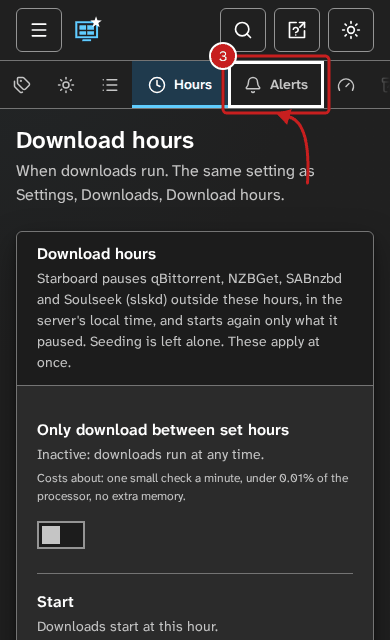 3
Hours
Alerts
Download hours
When downloads run. The same setting as
Settings, Downloads, Download hours.
Download hours
Starboard pauses qBittorrent, NZBGet, SABnzbd
and Soulseek (slskd) outside these hours, in the
server's local time, and starts again only what it
paused. Seeding is left alone. These apply at
once.
Only download between set hours
Inactive: downloads run at any time.
Costs about: one small check a minute, under 0.01% of the
processor, no extra memory.
Start
Downloads start at this hour.